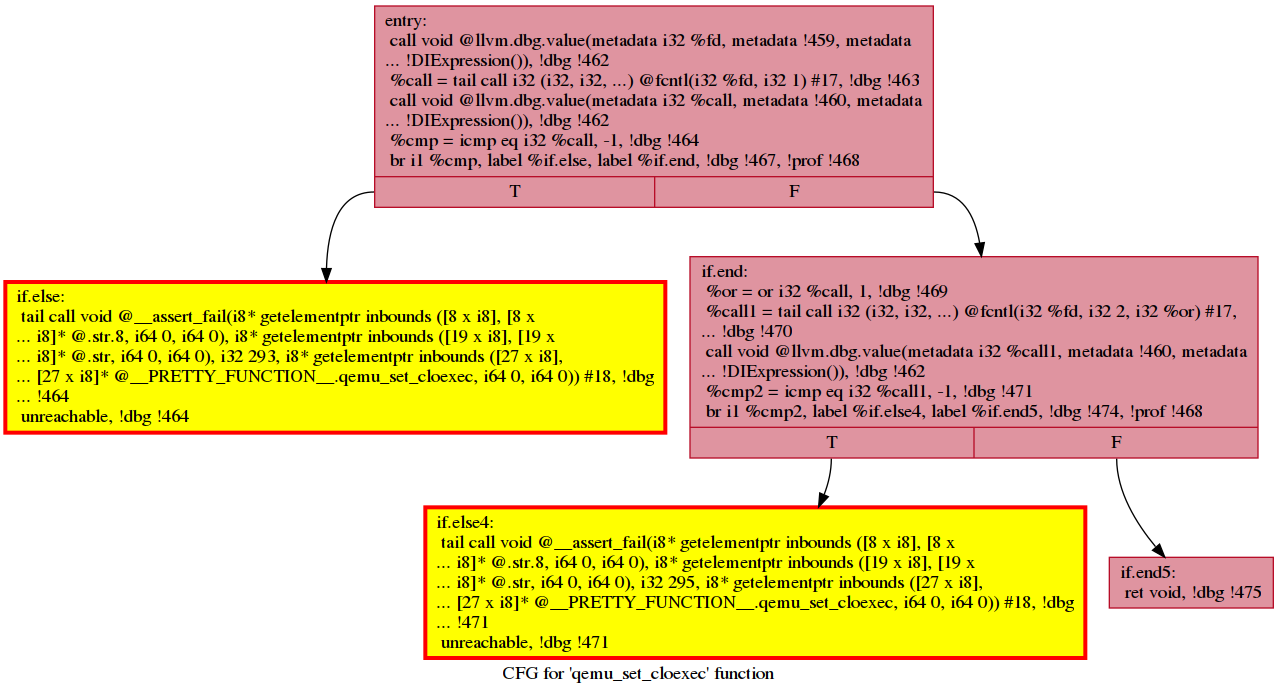 entry:
call void @llvm.dbg.value(metadata i32 %fd, metadata !459, metadata
... !DIExpression()), !dbg !462
%call = tail call i32 (i32, i32, ...) @fcntl(i32 %fd, i32 1) #17, !dbg !463
call void @llvm.dbg.value(metadata i32 %call, metadata !460, metadata
... !DIExpression()), !dbg !462
%cmp = icmp eq i32 %call, -1, !dbg !464
br i1 %cmp, label %if.else, label %if.end, !dbg !467, !prof !468
T F
if.else:
tail call void @__assert_fail(i8* getelementptr inbounds ([8 x i8], [8 x
... i8]* @.str.8, i64 0, i64 0), i8* getelementptr inbounds ([19 x i8], [19 x
... i8]* @.str, i64 0, i64 0), i32 293, i8* getelementptr inbounds ([27 x i8],
... [27 x i8]* @__PRETTY_FUNCTION__.qemu_set_cloexec, i64 0, i64 0)) #18, !dbg
... !464
unreachable, !dbg !464
if.end:
%or = or i32 %call, 1, !dbg !469
%call1 = tail call i32 (i32, i32, ...) @fcntl(i32 %fd, i32 2, i32 %or) #17,
... !dbg !470
call void @llvm.dbg.value(metadata i32 %call1, metadata !460, metadata
... !DIExpression()), !dbg !462
%cmp2 = icmp eq i32 %call1, -1, !dbg !471
br i1 %cmp2, label %if.else4, label %if.end5, !dbg !474, !prof !468
T F
if.else4:
tail call void @__assert_fail(i8* getelementptr inbounds ([8 x i8], [8 x
... i8]* @.str.8, i64 0, i64 0), i8* getelementptr inbounds ([19 x i8], [19 x
... i8]* @.str, i64 0, i64 0), i32 295, i8* getelementptr inbounds ([27 x i8],
... [27 x i8]* @__PRETTY_FUNCTION__.qemu_set_cloexec, i64 0, i64 0)) #18, !dbg
... !471
unreachable, !dbg !471
if.end5:
ret void, !dbg !475
CFG for 'qemu_set_cloexec' function